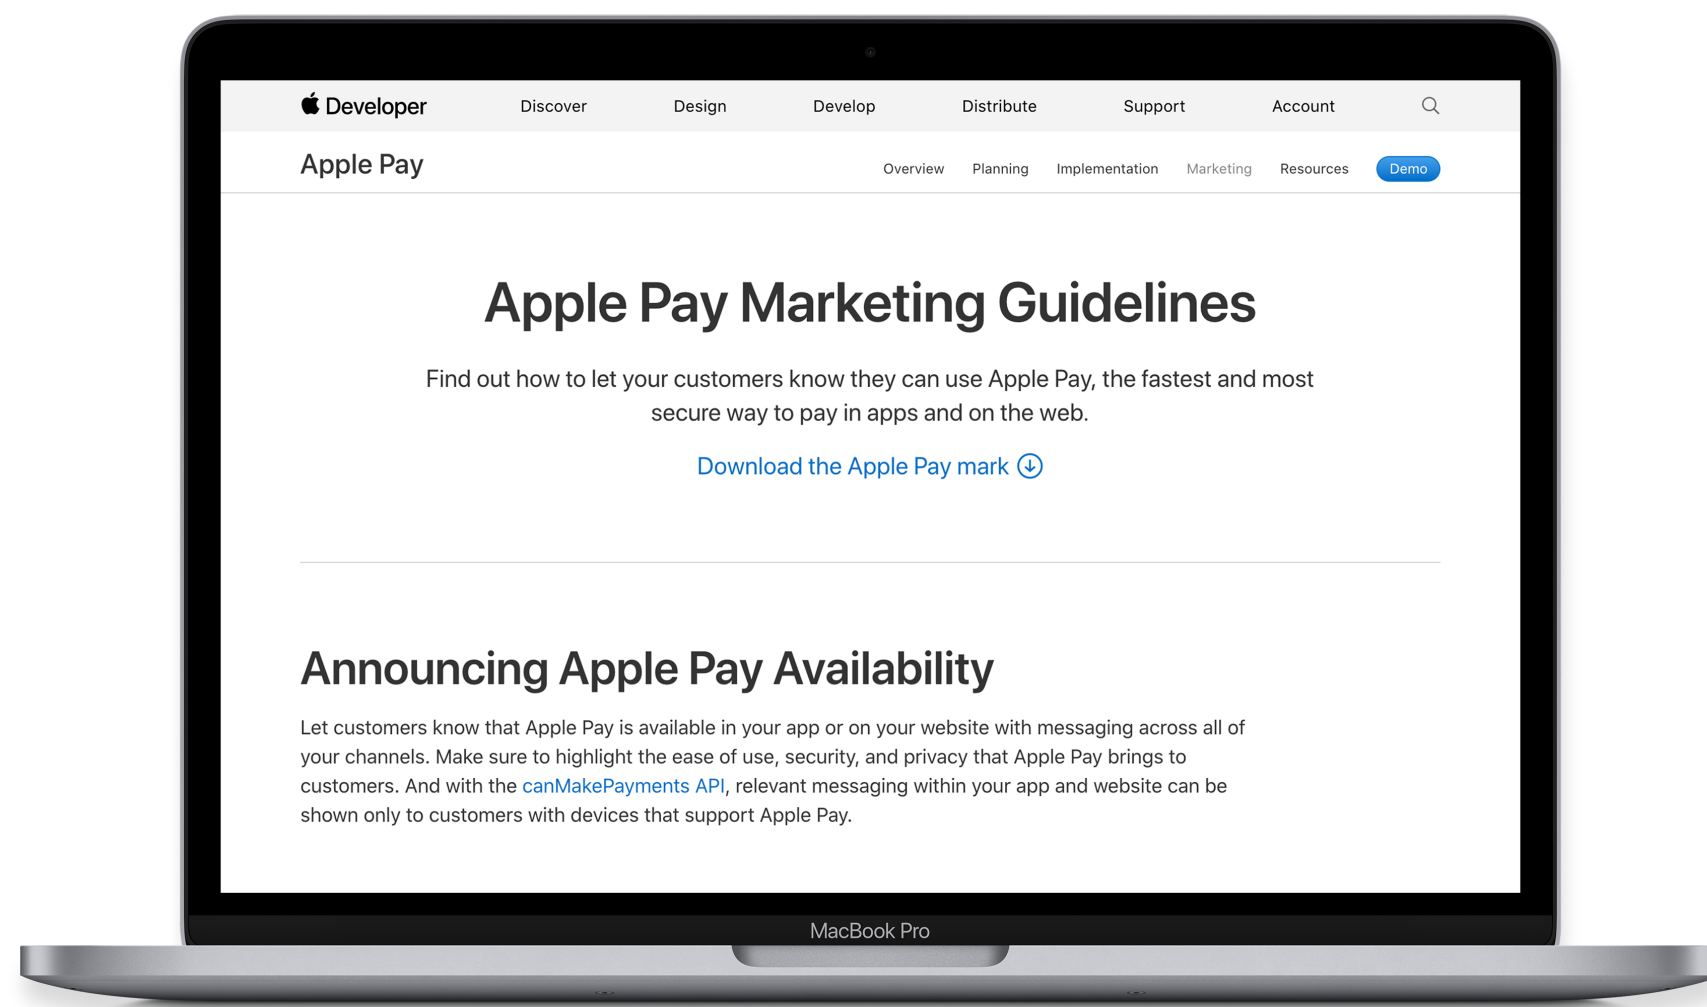 Developer
Discover
Design
Develop
Distribute
Support
Account
Apple Pay
Overview
Planning
Implementation
Marketing
Resources
Demo
Apple Pay Marketing Guidelines
Find out how to let your customers know they can use Apple Pay, the fastest and most
secure way to pay in apps and on the web.
Download the Apple Pay mark
Announcing Apple Pay Availability
Let customers know that Apple Pay is available in your app or on your website with messaging across all of
your channels. Make sure to highlight the ease of use, security, and privacy that Apple Pay brings to
customers. And with the canMakePayments API, relevant messaging within your app and website can be
shown only to customers with devices that support Apple Pay.
MacBook Pro